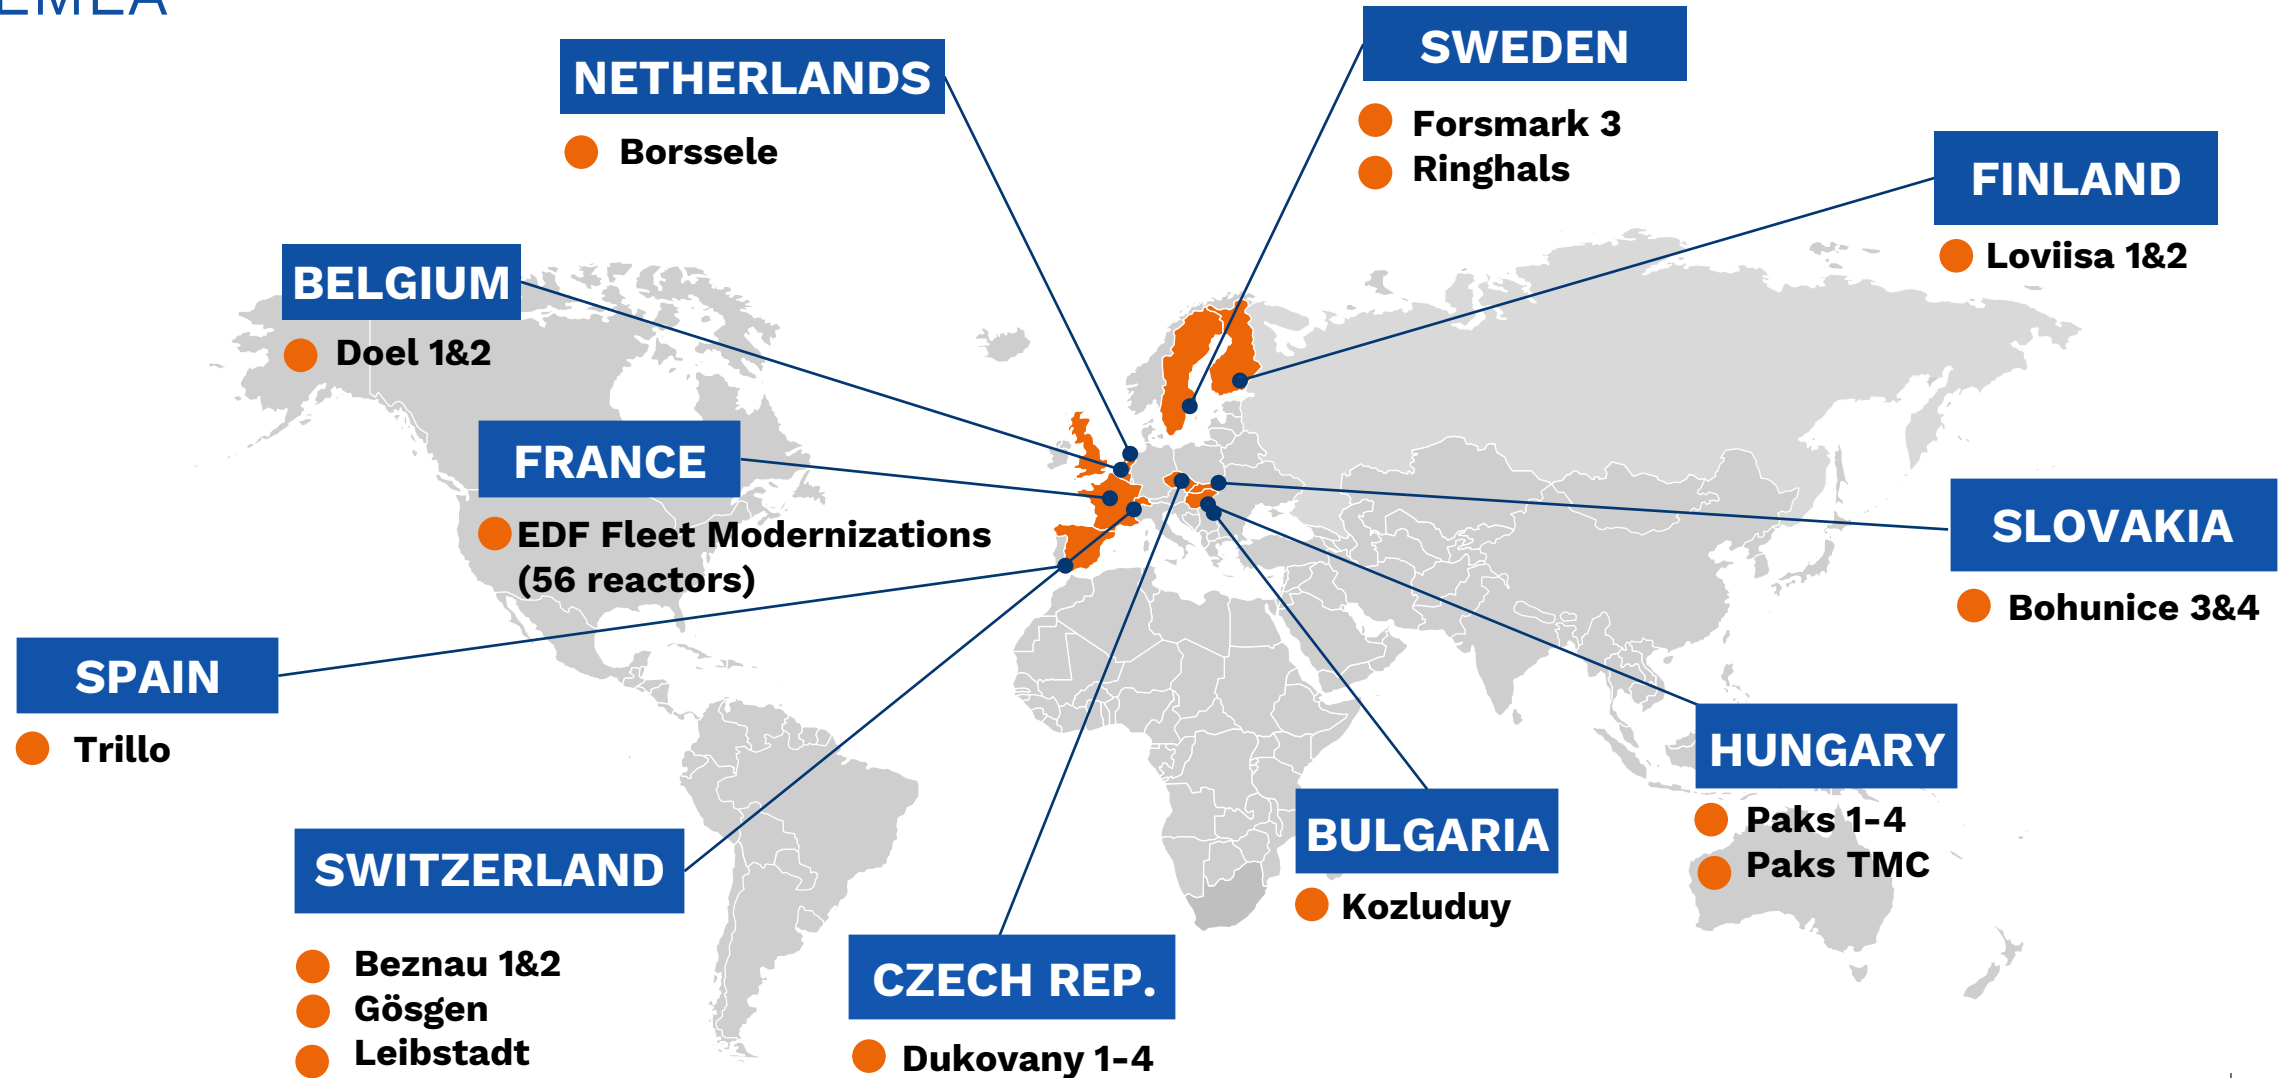 EMEA
NETHERLANDS
Borssele
SWEDEN
Forsmark 3
Ringhals
FINLAND
Loviisa 1&2
BELGIUM
Doel 1&2
FRANCE
EDF Fleet Modernizations
(56 reactors)
SLOVAKIA
Bohunice 3&4
SPAIN
Trillo
HUNGARY
Paks 1-4
Paks TMC
BULGARIA
Kozluduy
SWITZERLAND
Beznau 1&2
Gösgen
Leibstadt
CZECH REP.
Dukovany 1-4